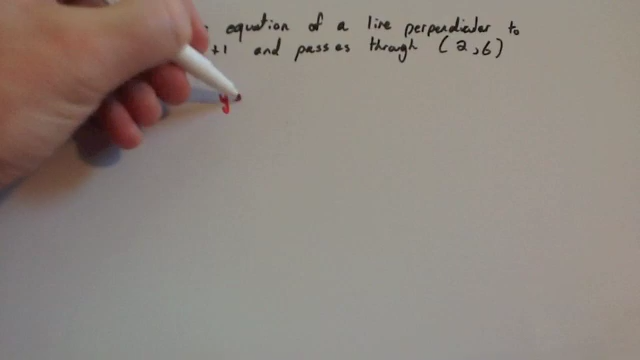 equation of a line perpendicular to
+1 and passes through (2,6)
y